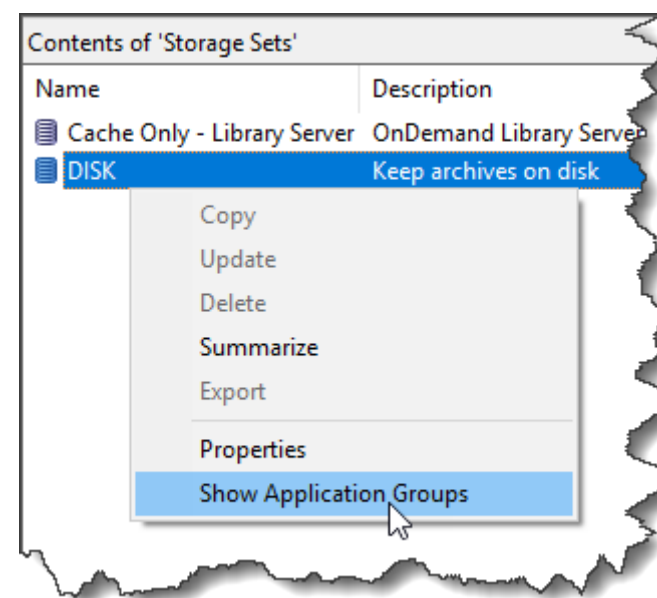 Contents of 'Storage Sets'
Name Description
Cache Only - Library Server OnDemand Library Server
DISK Keep archives on disk
Copy
Update
Delete
Summarize
Export
Properties
Show Application Groups